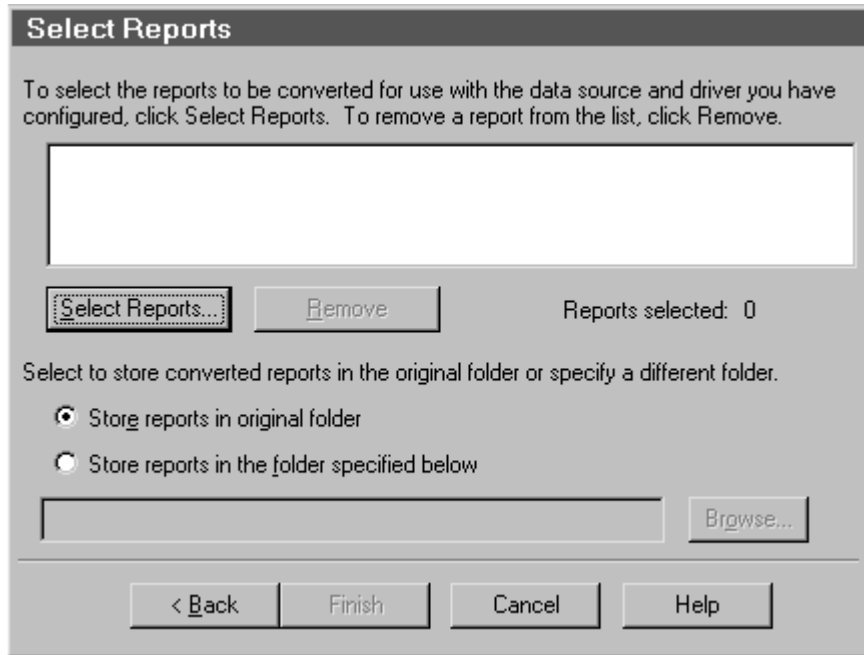 Select Reports
To select the reports to be converted for use with the data source and driver you have
configured, click Select Reports.  To remove a report from the list, click Remove.
Select Reports...
Remove
Reports selected:  0
Select to store converted reports in the original folder or specify a different folder.
Store reports in original folder
Store reports in the folder specified below
Browse...
< Back
Finish
Cancel
Help